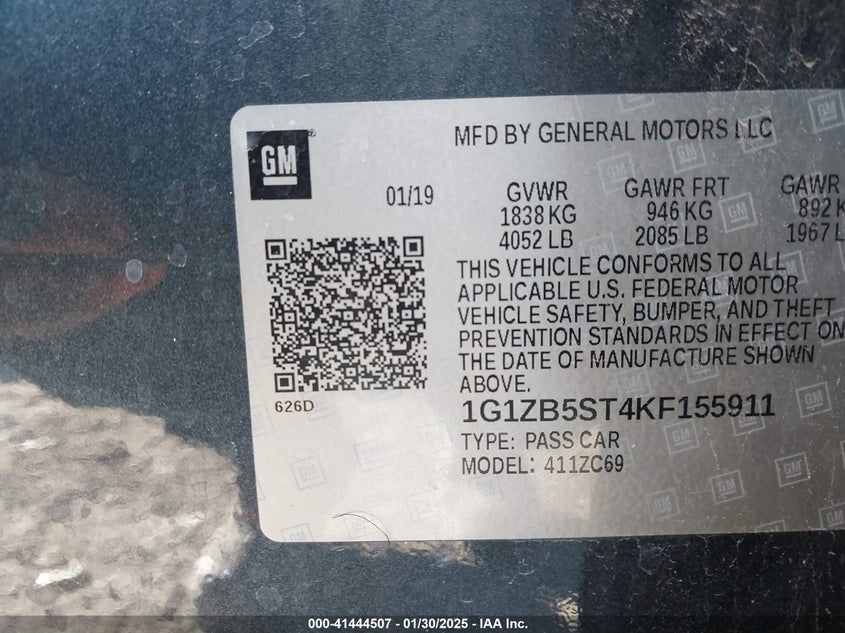 GM
MFD BY GENERAL MOTORS LLC
01/19
GVWR GAWR FRT GAWR
1838 KG 946 KG 892
4052 LB 2085 LB 1967
THIS VEHICLE CONFORMS TO ALL
APPLICABLE U.S. FEDERAL MOTOR
VEHICLE SAFETY, BUMPER, AND THEFT
PREVENTION STANDARDS IN EFFECT ON
THE DATE OF MANUFACTURE SHOWN
ABOVE.
626D
1G1ZB5ST4KF155911
TYPE: PASS CAR
MODEL: 411ZC69
000-41444507 - 01/30/2025 - IAA Inc.